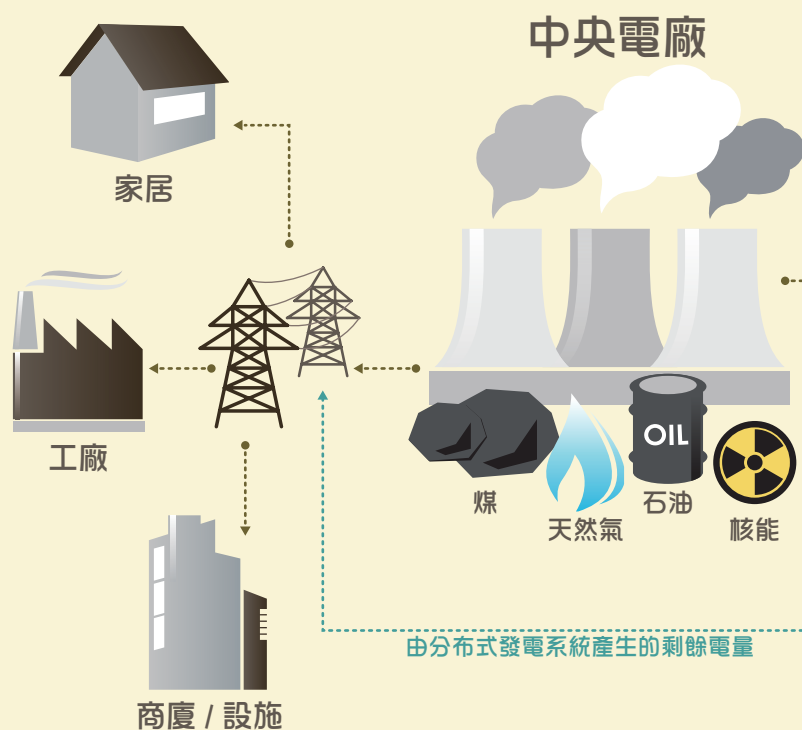 中央電廠
家居
工廠
OIL
煤
天然氣
石油
核能
由分布式發電系統產生的剩餘電量
商廈 / 設施